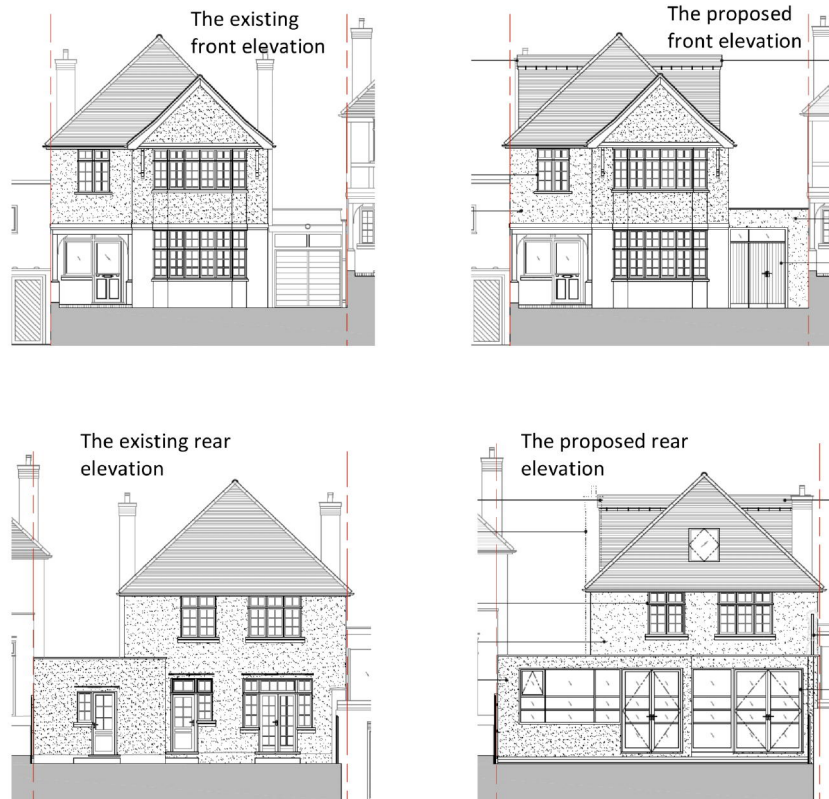 The existing
front elevation
The proposed
front elevation
The existing rear
elevation
The proposed rear
elevation